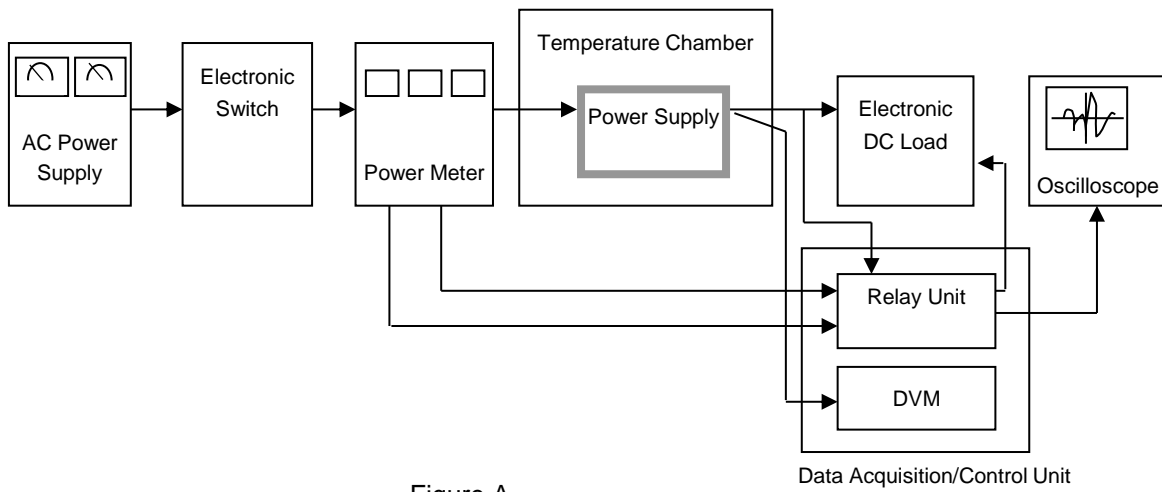 AC Power
Supply
Electronic
Switch
Power Meter
Temperature Chamber
Power Supply
Electronic
DC Load
Oscilloscope
Relay Unit
DVM
Data Acquisition/Control Unit
Figure A